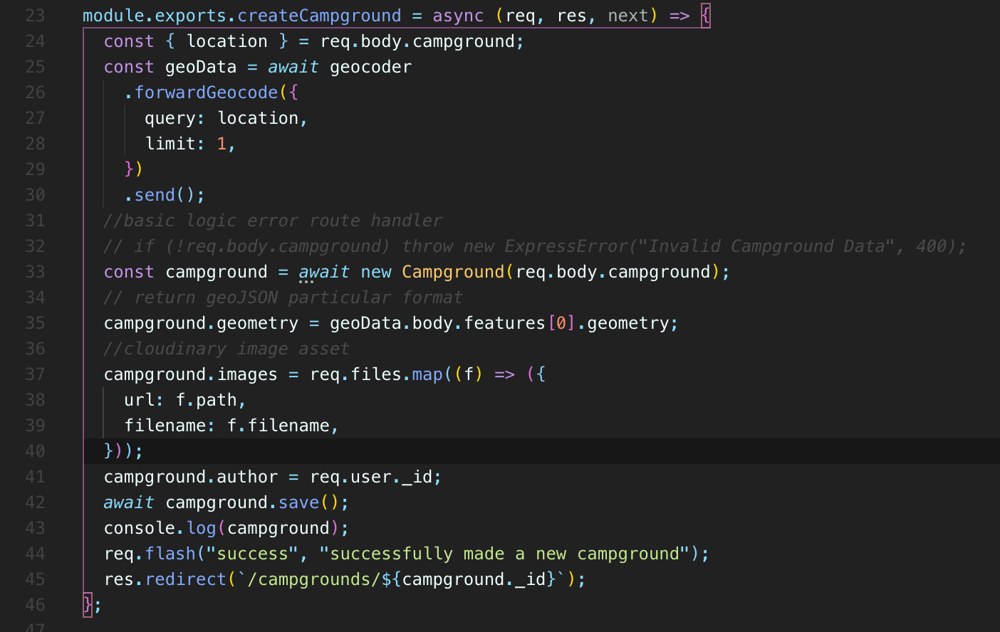 23 module.exports.createCampground = async (req, res, next) => {
24 const { location } = req.body.campground;
25 const geoData = await geocoder
26 .forwardGeocode({
27 query: location,
28 limit: 1,
29 })
30 .send();
31 //basic logic error route handler
32 // if (!req.body.campground) throw new ExpressError("Invalid Campground Data", 400);
33 const campground = await new Campground(req.body.campground);
34 // return geoJSON particular format
35 campground.geometry = geoData.body.features[0].geometry;
36 //cloudinary image asset
37 campground.images = req.files.map((f) => ({
38 url: f.path,
39 filename: f.filename,
40 }));
41 campground.author = req.user._id;
42 await campground.save();
43 console.log(campground);
44 req.flash("success", "successfully made a new campground");
45 res.redirect(`/campgrounds/${campground._id}`);
46 };
47